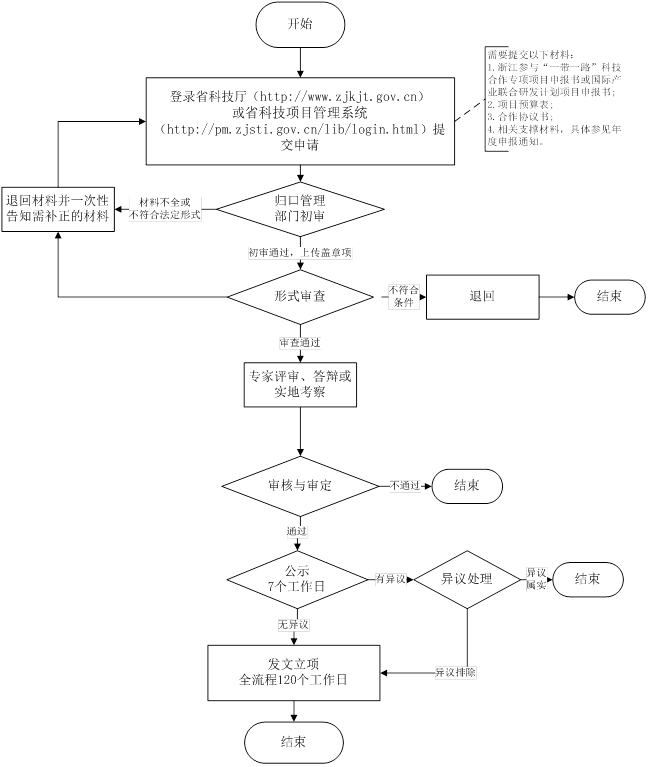 开始
需要提交以下材料：
1.浙江参与“一带一路”科技
合作专项项目申报书或国际产
业联合研发计划项目申报书；
2.项目预算表；
3.合作协议书；
4.相关支撑材料，具体参见年
度申报通知。
登录省科技厅（http://www.zjkjt.gov.cn）
或省科技项目管理系统
（http://pm.zjsti.gov.cn/lib/login.html）提
交申请
退回材料并一次性
告知需补正的材料
材料不全或
不符合法定形式
归口管理
部门初审
初审通过，上传盖章项
形式审查
不符合
条件
退回
结束
审查通过
专家评审、答辩或
实地考察
审核与审定
不通过
结束
通过
公示
7个工作日
有异议
异议处理
异议
属实
结束
无异议
发文立项
全流程120个工作日
异议排除
结束